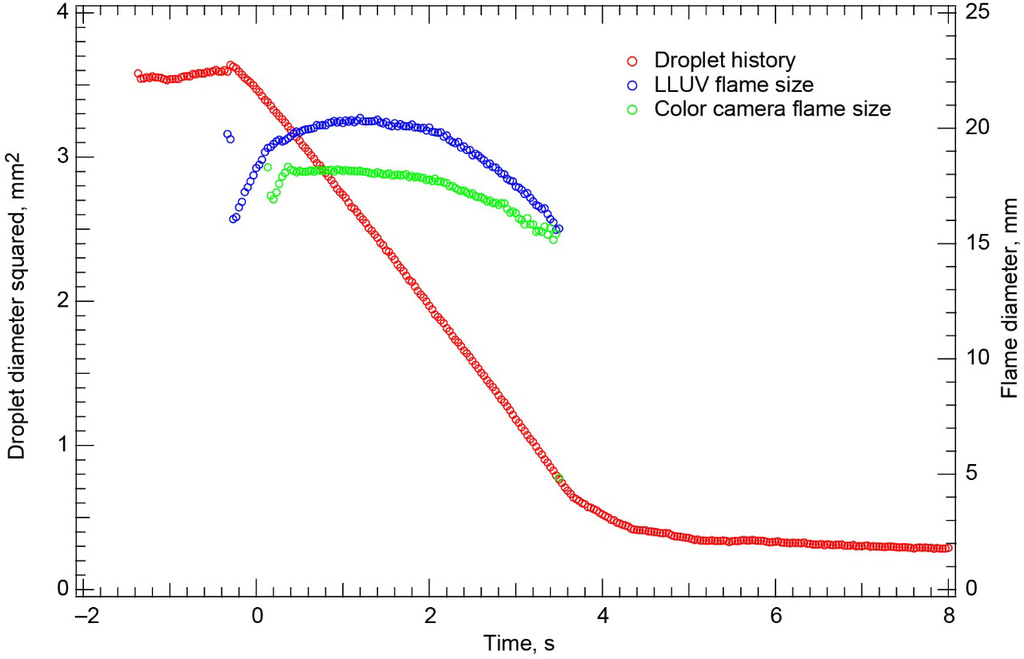 4
3
2
1
0
Droplet diameter squared, mm2
25
20
15
10
5
0
Flame diameter, mm
Droplet history
LLUV flame size
Color camera flame size
–2 0 2 4 6 8
Time, s